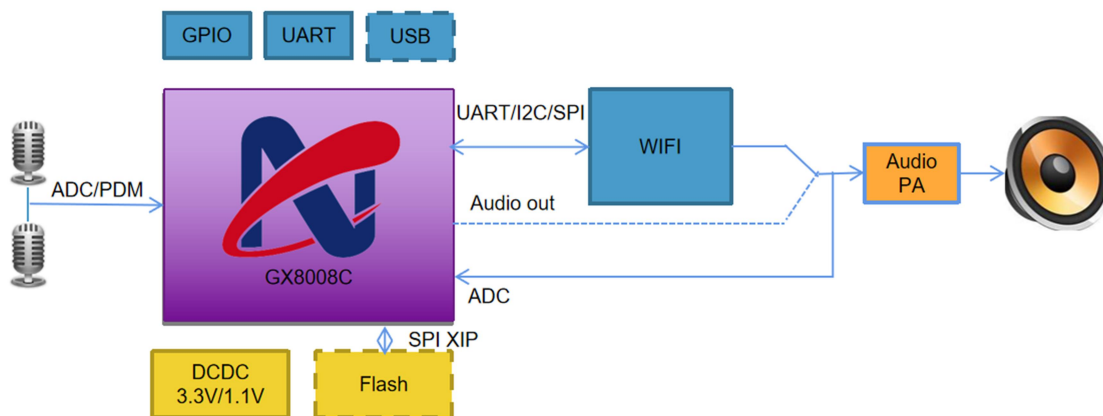 GPIO
UART
USB
ADC/PDM
GX8008C
UART/I2C/SPI
WIFI
Audio out
ADC
Audio
PA
SPI XIP
DCDC
3.3V/1.1V
Flash